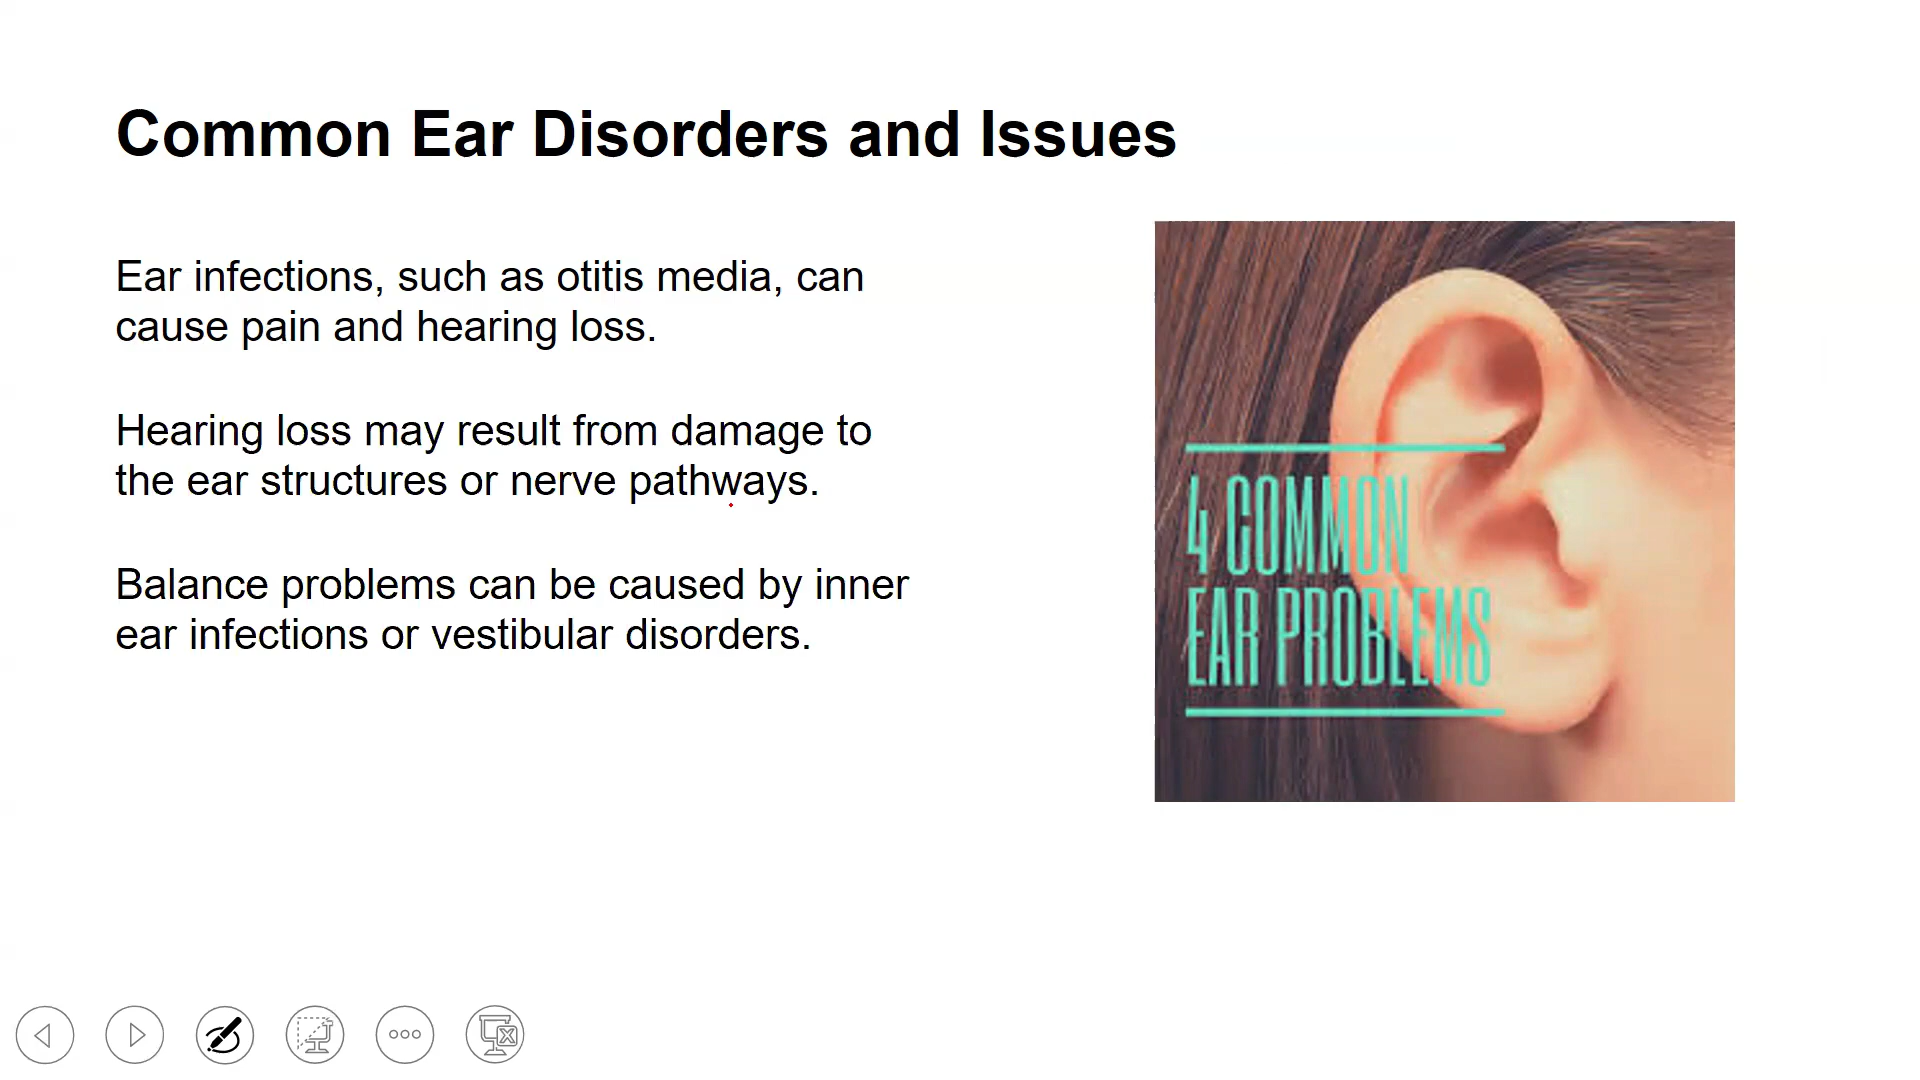 Common Ear Disorders and Issues
Ear infections, such as otitis media, can
cause pain and hearing loss.
Hearing loss may result from damage to
the ear structures or nerve pathways.
Balance problems can be caused by inner
ear infections or vestibular disorders.
4 COMMON
EAR PROBLEMS